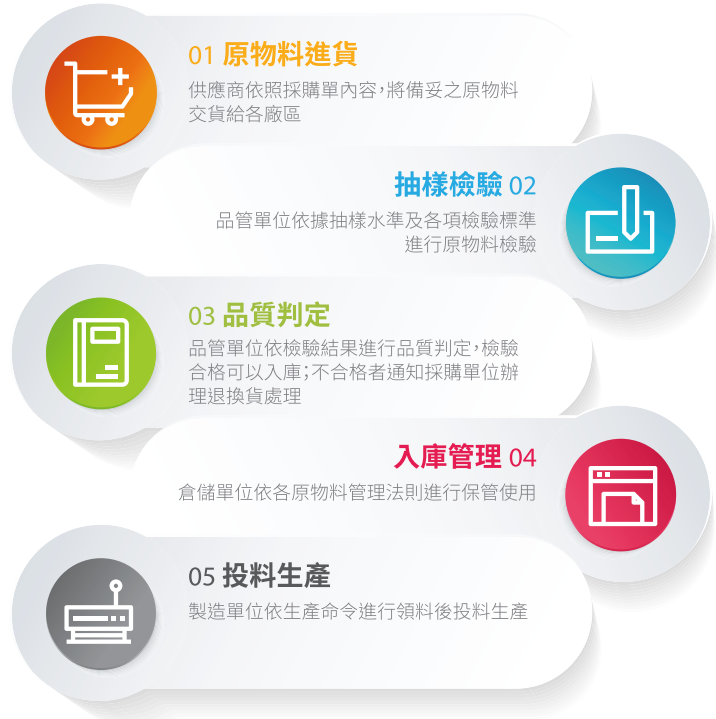 01 原物料進貨
供應商依照採購單內容，將備妥之原物料
交貨給各廠區
抽樣檢驗 02
品管單位依據抽樣水準及各項檢驗標準
進行原物料檢驗
03 品質判定
品管單位依檢驗結果進行品質判定，檢驗
合格可以入庫；不合格者通知採購單位辦
理退換貨處理
入庫管理 04
倉儲單位依各原物料管理法則進行保管使用
05 投料生產
製造單位依生產命令進行領料後投料生產